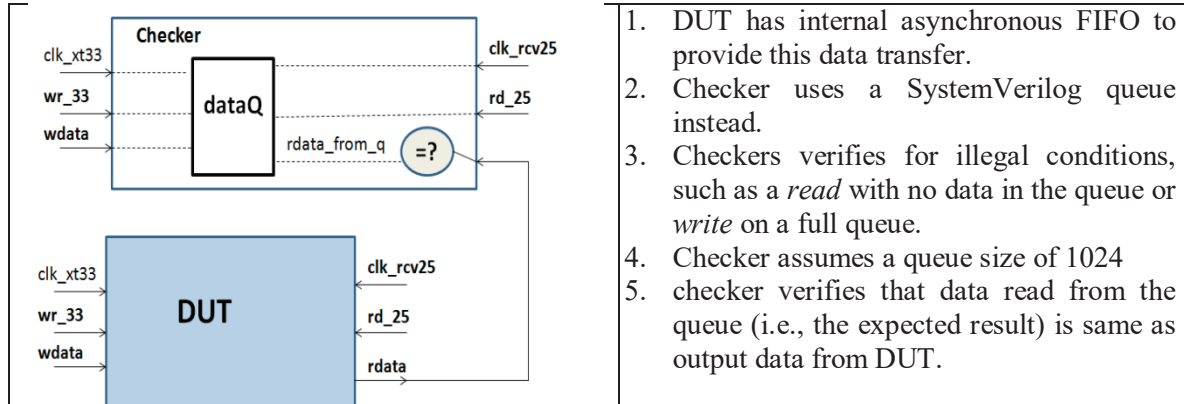 Checker
clk_xt33
wr_33
wdata
dataQ
rdata_from_q
=?
clk_rcv25
rd_25
clk_xt33
wr_33
wdata
DUT
clk_rcv25
rd_25
rdata
1. DUT has internal asynchronous FIFO to
provide this data transfer.
2. Checker uses a SystemVerilog queue
instead.
3. Checkers verifies for illegal conditions,
such as a read with no data in the queue or
write on a full queue.
4. Checker assumes a queue size of 1024
5. checker verifies that data read from the
queue (i.e., the expected result) is same as
output data from DUT.